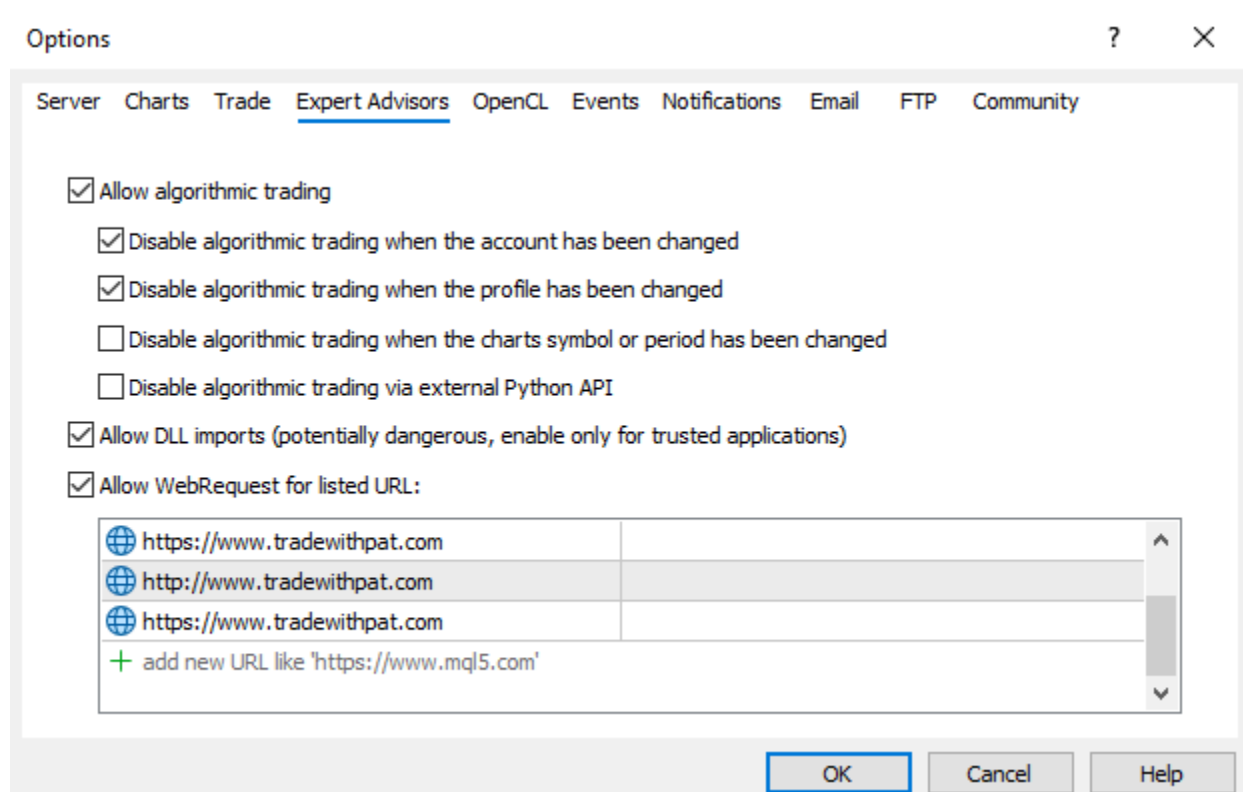 Options ?
Server Charts Trade Expert Advisors OpenCL Events Notifications Email FTP Community
Allow algorithmic trading
Disable algorithmic trading when the account has been changed
Disable algorithmic trading when the profile has been changed
Disable algorithmic trading when the charts symbol or period has been changed
Disable algorithmic trading via external Python API
Allow DLL imports (potentially dangerous, enable only for trusted applications)
Allow WebRequest for listed URL:
https://www.tradewithpat.com
http://www.tradewithpat.com
https://www.tradewithpat.com
add new URL like 'https://www.mql5.com'
OK Cancel Help